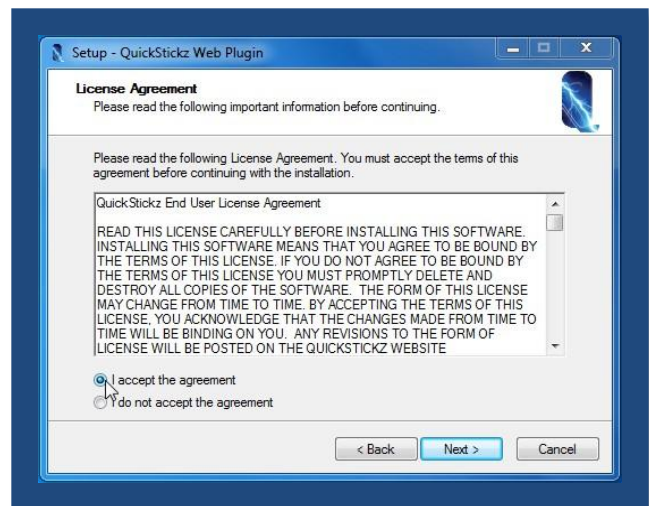 Setup - QuickStickz Web Plugin
License Agreement
Please read the following important information before continuing.
Please read the following License Agreement. You must accept the terms of this
agreement before continuing with the installation.
QuickStickz End User License Agreement
READ THIS LICENSE CAREFULLY BEFORE INSTALLING THIS SOFTWARE.
INSTALLING THIS SOFTWARE MEANS THAT YOU AGREE TO BE BOUND BY
THE TERMS OF THIS LICENSE. IF YOU DO NOT AGREE TO BE BOUND BY
THE TERMS OF THIS LICENSE YOU MUST PROMPTLY DELETE AND
DESTROY ALL COPIES OF THE SOFTWARE. THE FORM OF THIS LICENSE
MAY CHANGE FROM TIME TO TIME. BY ACCEPTING THE TERMS OF THIS
LICENSE, YOU ACKNOWLEDGE THAT THE CHANGES MADE FROM TIME TO
TIME WILL BE BINDING ON YOU. ANY REVISIONS TO THE FORM OF
LICENSE WILL BE POSTED ON THE QUICKSTICKZ WEBSITE
I accept the agreement
I do not accept the agreement
< Back Next > Cancel